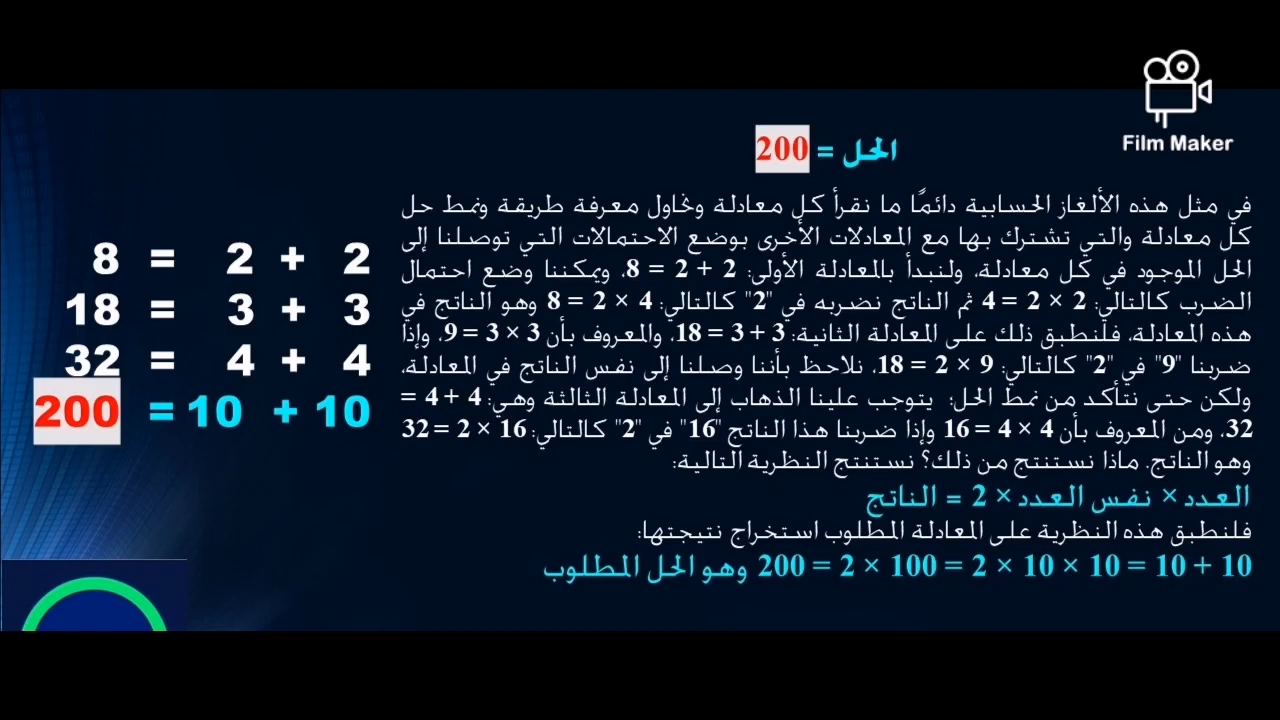 Film Maker
الحل = 200
في مثل هذه الألغاز الحسابية دائمًا ما نقرأ كل معادلة ونحاول معرفة طريقة ونمط حل
كل معادلة والتي تشترك بها مع المعادلات الأخرى بوضع الاحتمالات التي توصلنا إلى
الحل الموجود في كل معادلة، ولنبدأ بالمعادلة الأولى: 2 + 2 = 8، ويمكننا وضع احتمال
الضرب كالتالي: 2 × 2 = 4 ثم الناتج نضربه في "2" كالتالي: 4 × 2 = 8 وهو الناتج في
هذه المعادلة، فلنطبق ذلك على المعادلة الثانية: 3 + 3 = 18، والمعروف بأن 3 × 3 = 9، وإذا
ضربنا "9" في "2" كالتالي: 9 × 2 = 18، نلاحظ بأننا وصلنا إلى نفس الناتج في المعادلة،
ولكن حتى نتأكد من نمط الحل؛ يتوجب علينا الذهاب إلى المعادلة الثالثة وهي: 4 + 4 =
32، ومن المعروف بأن 4 × 4 = 16 وإذا ضربنا هذا الناتج "16" في "2" كالتالي: 16 × 2 = 32
وهو الناتج. ماذا نستنتج من ذلك؟ نستنتج النظرية التالية:
العدد × نفس العدد × 2 = الناتج
فلنطبق هذه النظرية على المعادلة المطلوب استخراج نتيجتها:
10 + 10 = 10 × 10 × 2 = 100 × 2 = 200 وهو الحل المطلوب
8 = 2 + 2
18 = 3 + 3
32 = 4 + 4
200 = 10 + 10